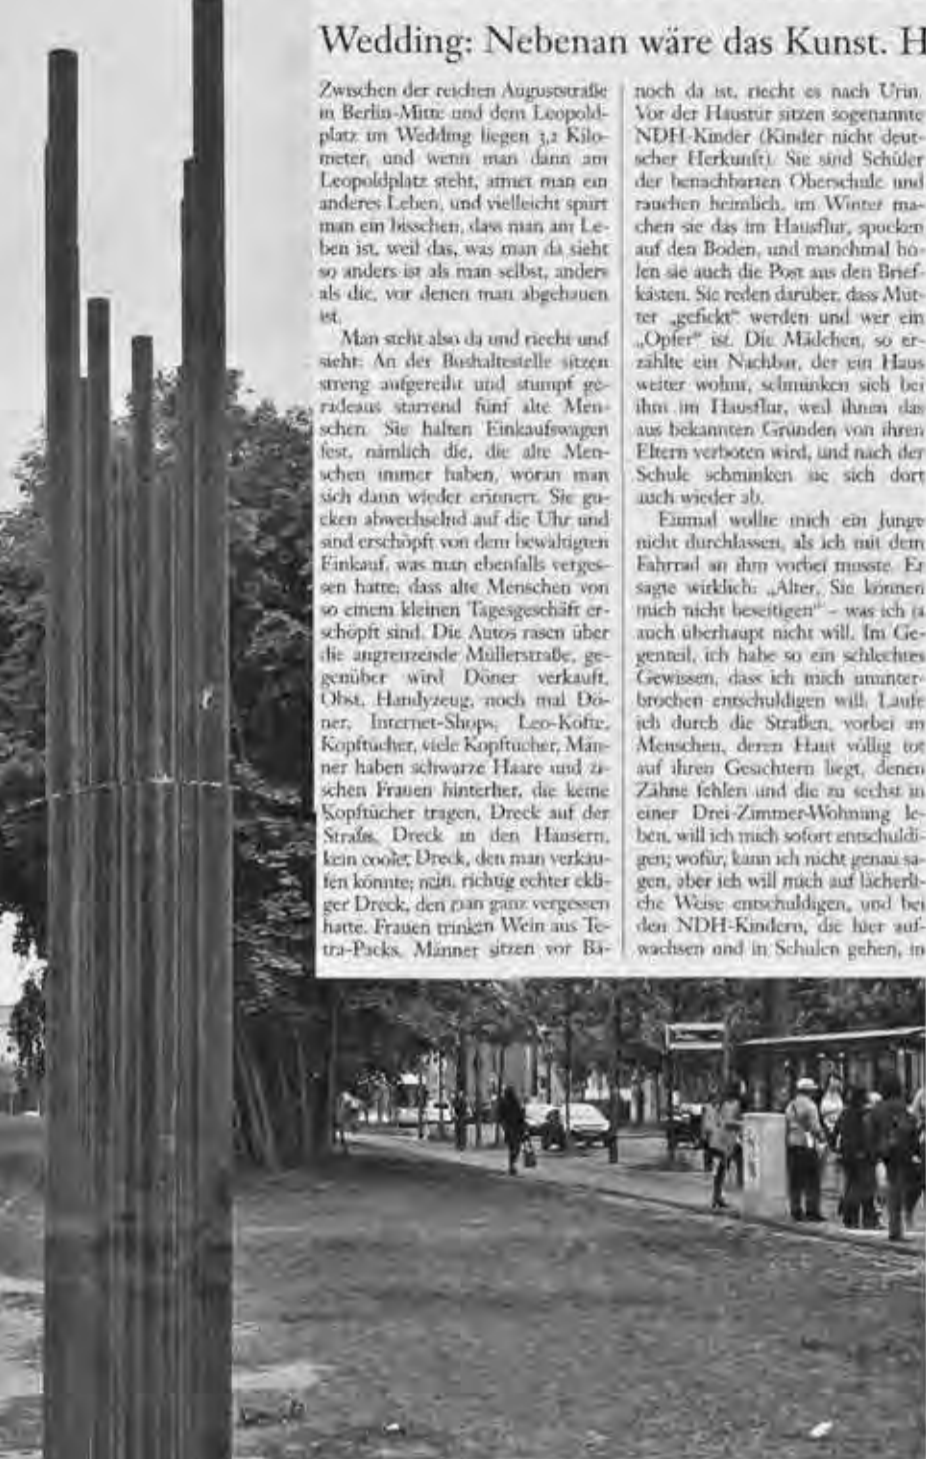 Wedding: Nebenan wäre das Kunst. H
Zwischen der reichen Auguststraße
in Berlin-Mitte und dem Leopold-
platz im Wedding liegen 3,2 Kilo-
meter, und wenn man dann am
Leopoldplatz steht, atmet man ein
anderes Leben, und vielleicht spürt
man ein bisschen, dass man am Le-
ben ist, weil das, was man da sieht
so anders ist als man selbst, anders
als die, vor denen man abgehauen
ist.
Man steht also da und riecht und
sieht: An der Bushaltestelle sitzen
streng aufgereiht und stumpf ge-
radeaus starrend fünf alte Men-
schen. Sie halten Einkaufswagen
fest, nämlich die, die alte Men-
schen immer haben, woran man
sich dann wieder erinnert. Sie gu-
cken abwechselnd auf die Uhr und
sind erschöpft von dem bewältigten
Einkauf, was man ebenfalls verges-
sen hatte: dass alte Menschen von
so einem kleinen Tagesgeschäft er-
schöpft sind. Die Autos rasen über
die angrenzende Müllerstraße, ge-
genüber wird Döner verkauft,
Obst, Handyzeug, noch mal Dö-
ner, Internet-Shops, Leo-Köfte,
Kopftücher, viele Kopftücher, Män-
ner haben schwarze Haare und zi-
schen Frauen hinterher, die keine
Kopftücher tragen, Dreck auf der
Straße, Dreck in den Häusern,
kein cooler Dreck, den man verkau-
fen könnte; nein, richtig echter ekli-
ger Dreck, den man ganz vergessen
hatte. Frauen trinken Wein aus Te-
tra-Packs, Männer sitzen vor Bä-
noch da ist, riecht es nach Urin.
Vor der Haustür sitzen sogenannte
NDH-Kinder (Kinder nicht deut-
scher Herkunft). Sie sind Schüler
der benachbarten Oberschule und
rauchen heimlich, im Winter ma-
chen sie das im Hausflur, spucken
auf den Boden, und manchmal ho-
len sie auch die Post aus den Brief-
kästen. Sie reden darüber, dass Müt-
ter „gefickt“ werden und wer ein
„Opfer“ ist. Die Mädchen, so er-
zählte ein Nachbar, der ein Haus
weiter wohnt, schminken sich bei
ihm im Hausflur, weil ihnen das
aus bekannten Gründen von ihren
Eltern verboten wird, und nach der
Schule schminken sie sich dort
auch wieder ab.
Einmal wollte mich ein Junge
nicht durchlassen, als ich mit dem
Fahrrad an ihm vorbei musste. Er
sagte wirklich: „Alter, Sie können
mich nicht beseitigen“ – was ich ja
auch überhaupt nicht will. Im Ge-
genteil, ich habe so ein schlechtes
Gewissen, dass ich mich ununter-
brochen entschuldigen will. Laufe
ich durch die Straßen, vorbei an
Menschen, deren Haut völlig tot
auf ihren Gesichtern liegt, denen
Zähne fehlen und die zu sechst in
einer Drei-Zimmer-Wohnung le-
ben, will ich mich sofort entschuldi-
gen; wofür, kann ich nicht genau sa-
gen, aber ich will mich auf lächerli-
che Weise entschuldigen, und bei
den NDH-Kindern, die hier auf-
wachsen und in Schulen gehen, in